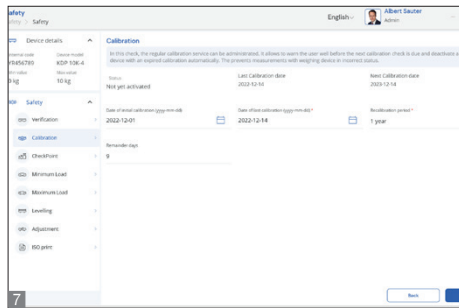 afety
afety > Safety
English
Albert Sauter
Admin
Device details
Internal code
Device model
YR456789
KDP 10K-4
Min value
Max value
0 kg
10 kg
Safety
Verification
Calibration
CheckPoint
Minimum Load
Maximum Load
Levelling
Adjustment
ISO print
Calibration
In this check, the regular calibration service can be administrated. It allows to warn the user well before the next calibration check is due and deactivates a
device with an expired calibration automatically. This prevents measurements with weighing device in incorrect
status.
Status
Not yet activated
Last Calibration date
2022-12-14
Next Calibration date
2023-12-14
Date of initial calibration (yyyy-mm-dd)
2022-12-01
Date of last calibration (yyyy-mm-dd) *
2022-12-14
Recalibration period *
1 year
Remainder days
Back
7